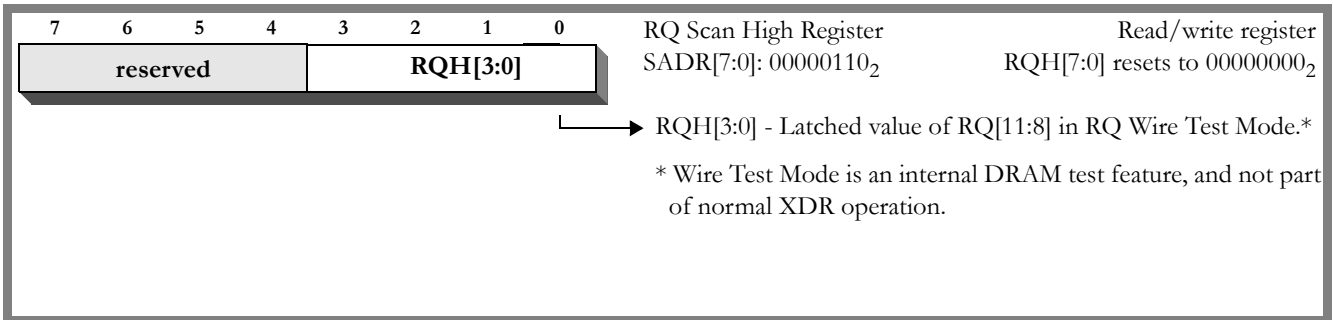 7 6 5 4 3 2 1 0
reserved RQH[3:0]
RQ Scan High Register Read/write register
SADR[7:0]: 00000110₂ RQH[7:0] resets to 00000000₂
RQH[3:0] - Latched value of RQ[11:8] in RQ Wire Test Mode.*
* Wire Test Mode is an internal DRAM test feature, and not part
of normal XDR operation.